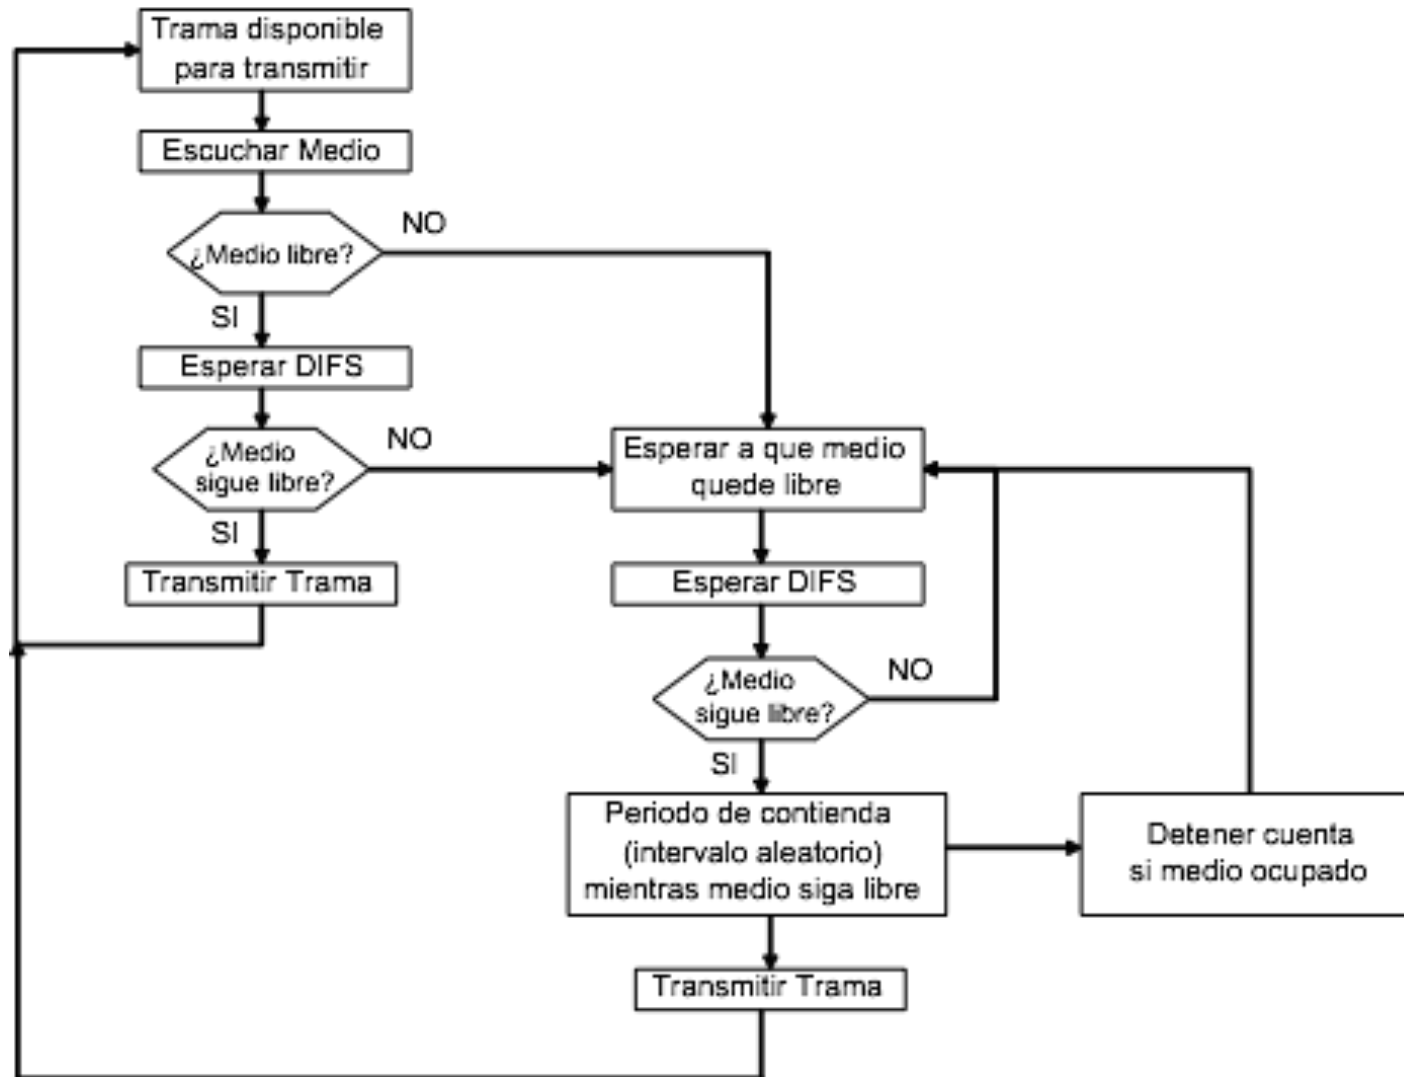 Trama disponible
para transmitir
Escuchar Medio
¿Medio libre?
NO
SI
Esperar DIFS
¿Medio
sigue libre?
NO
SI
Transmitir Trama
Esperar a que medio
quede libre
Esperar DIFS
¿Medio
sigue libre?
NO
SI
Periodo de contienda
(intervalo aleatorio)
mientras medio siga libre
Detener cuenta
si medio ocupado
Transmitir Trama